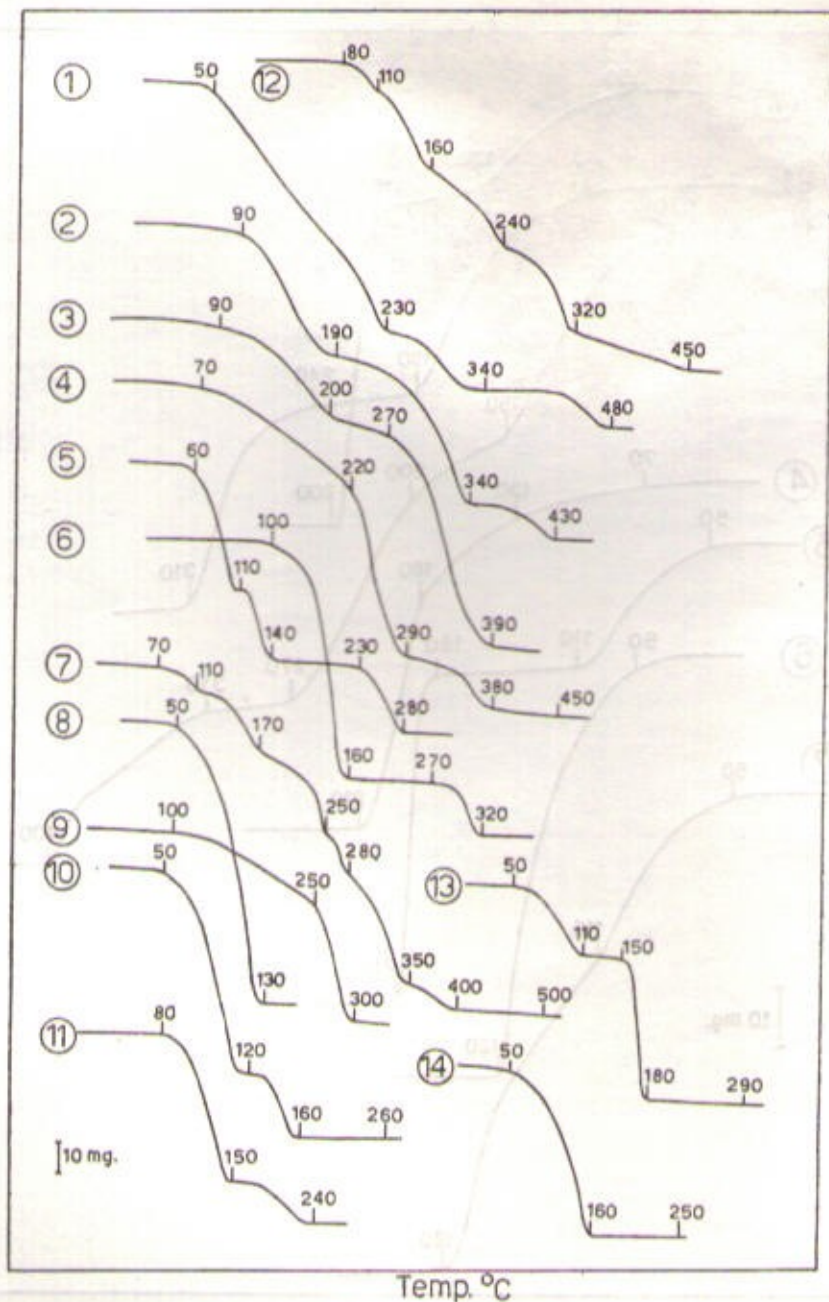 ① 50 ⑫ 80 110 160 240 320 450
② 90 190 230 340 480
③ 90 200 270 340 430
④ 70 220 290 390 380 450
⑤ 60 110 140 230 280
⑥ 100 160 270 320
⑦ 70 110 170 250 280 350 400 500
⑧ 50 130
⑨ 100 250 300
⑩ 50 120 160 260
⑪ 80 150 240
⑬ 50 110 150 180 290
⑭ 50 160 250
10 mg.
Temp. °C